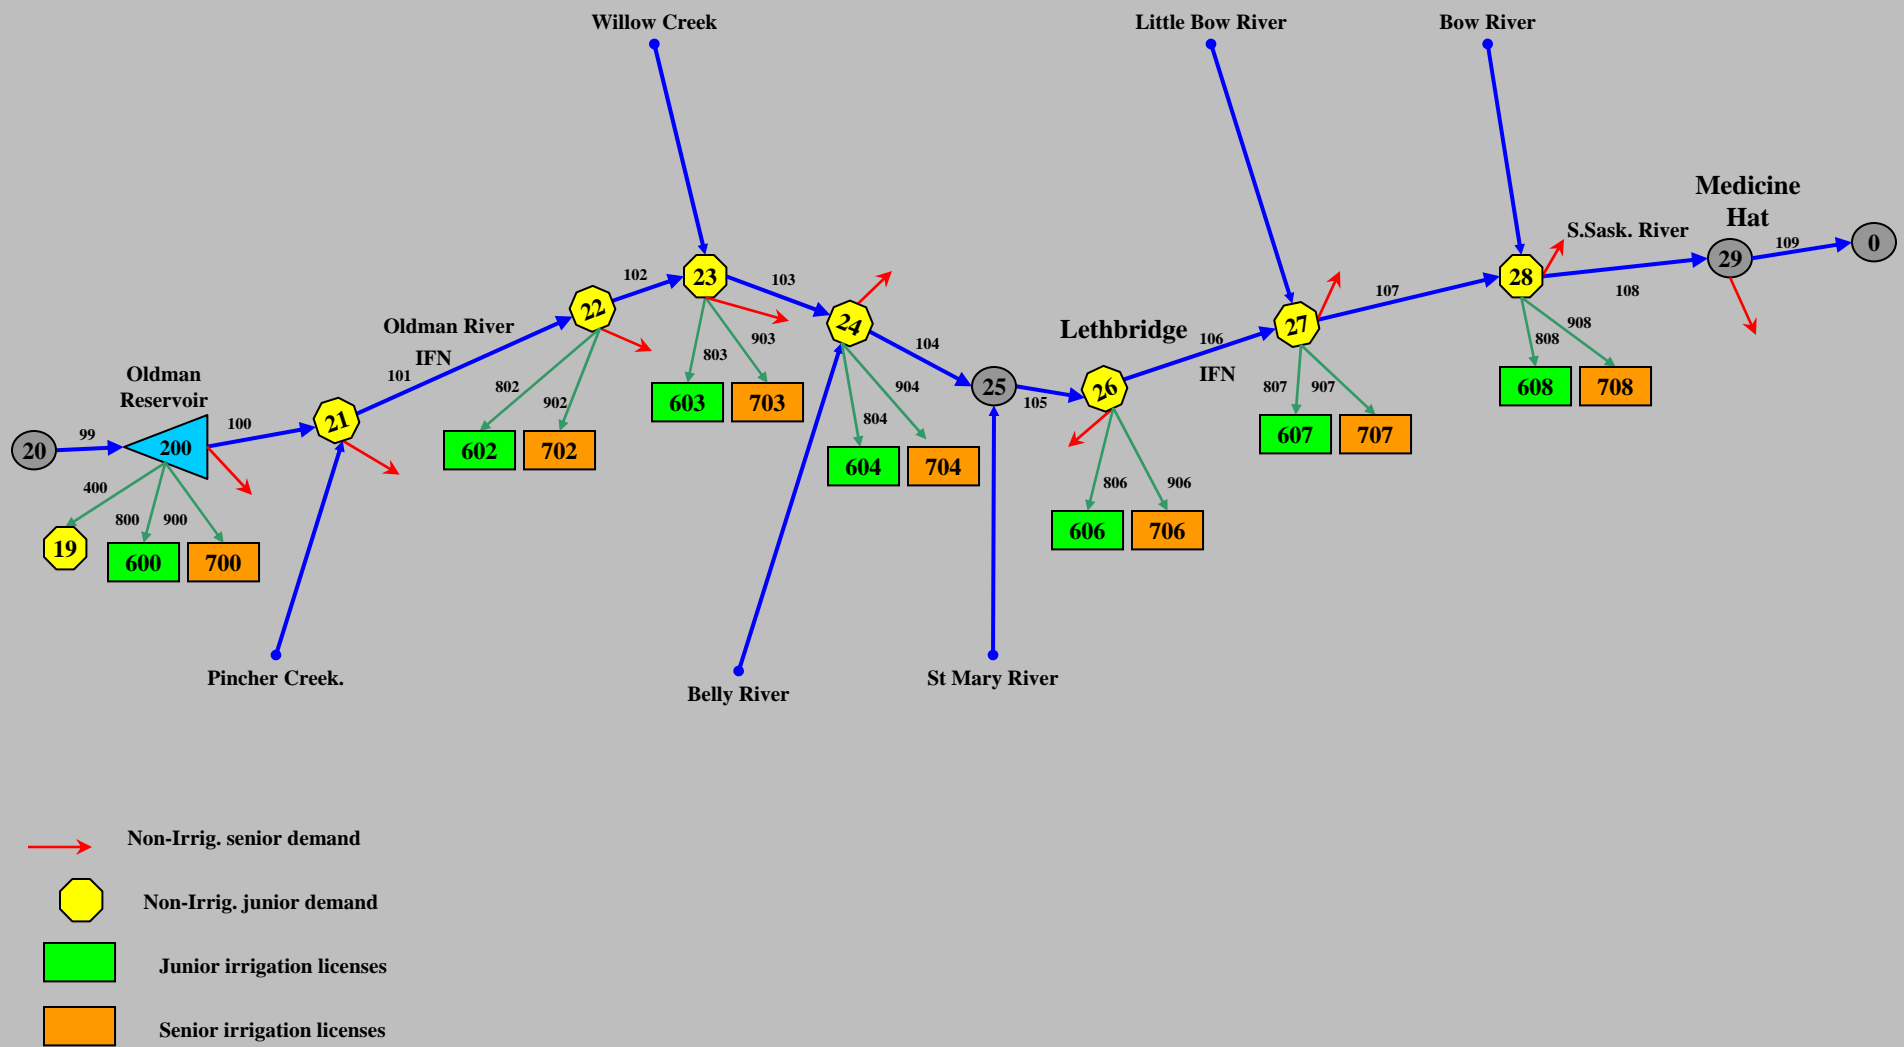 Willow Creek
Little Bow River
Bow River
Medicine
Hat
S.Sask. River
109
0
29
108
28
107
808
908
608
708
102
23
103
22
24
Oldman River
IFN
101
803
903
603
703
802
902
602
702
104
804
904
604
704
Lethbridge
106
IFN
27
807
907
607
707
25
105
26
806
906
606
706
Oldman
Reservoir
20
99
200
100
21
400
800
900
19
600
700
Pincher Creek.
Belly River
St Mary River
Non-Irrig. senior demand
Non-Irrig. junior demand
Junior irrigation licenses
Senior irrigation licenses